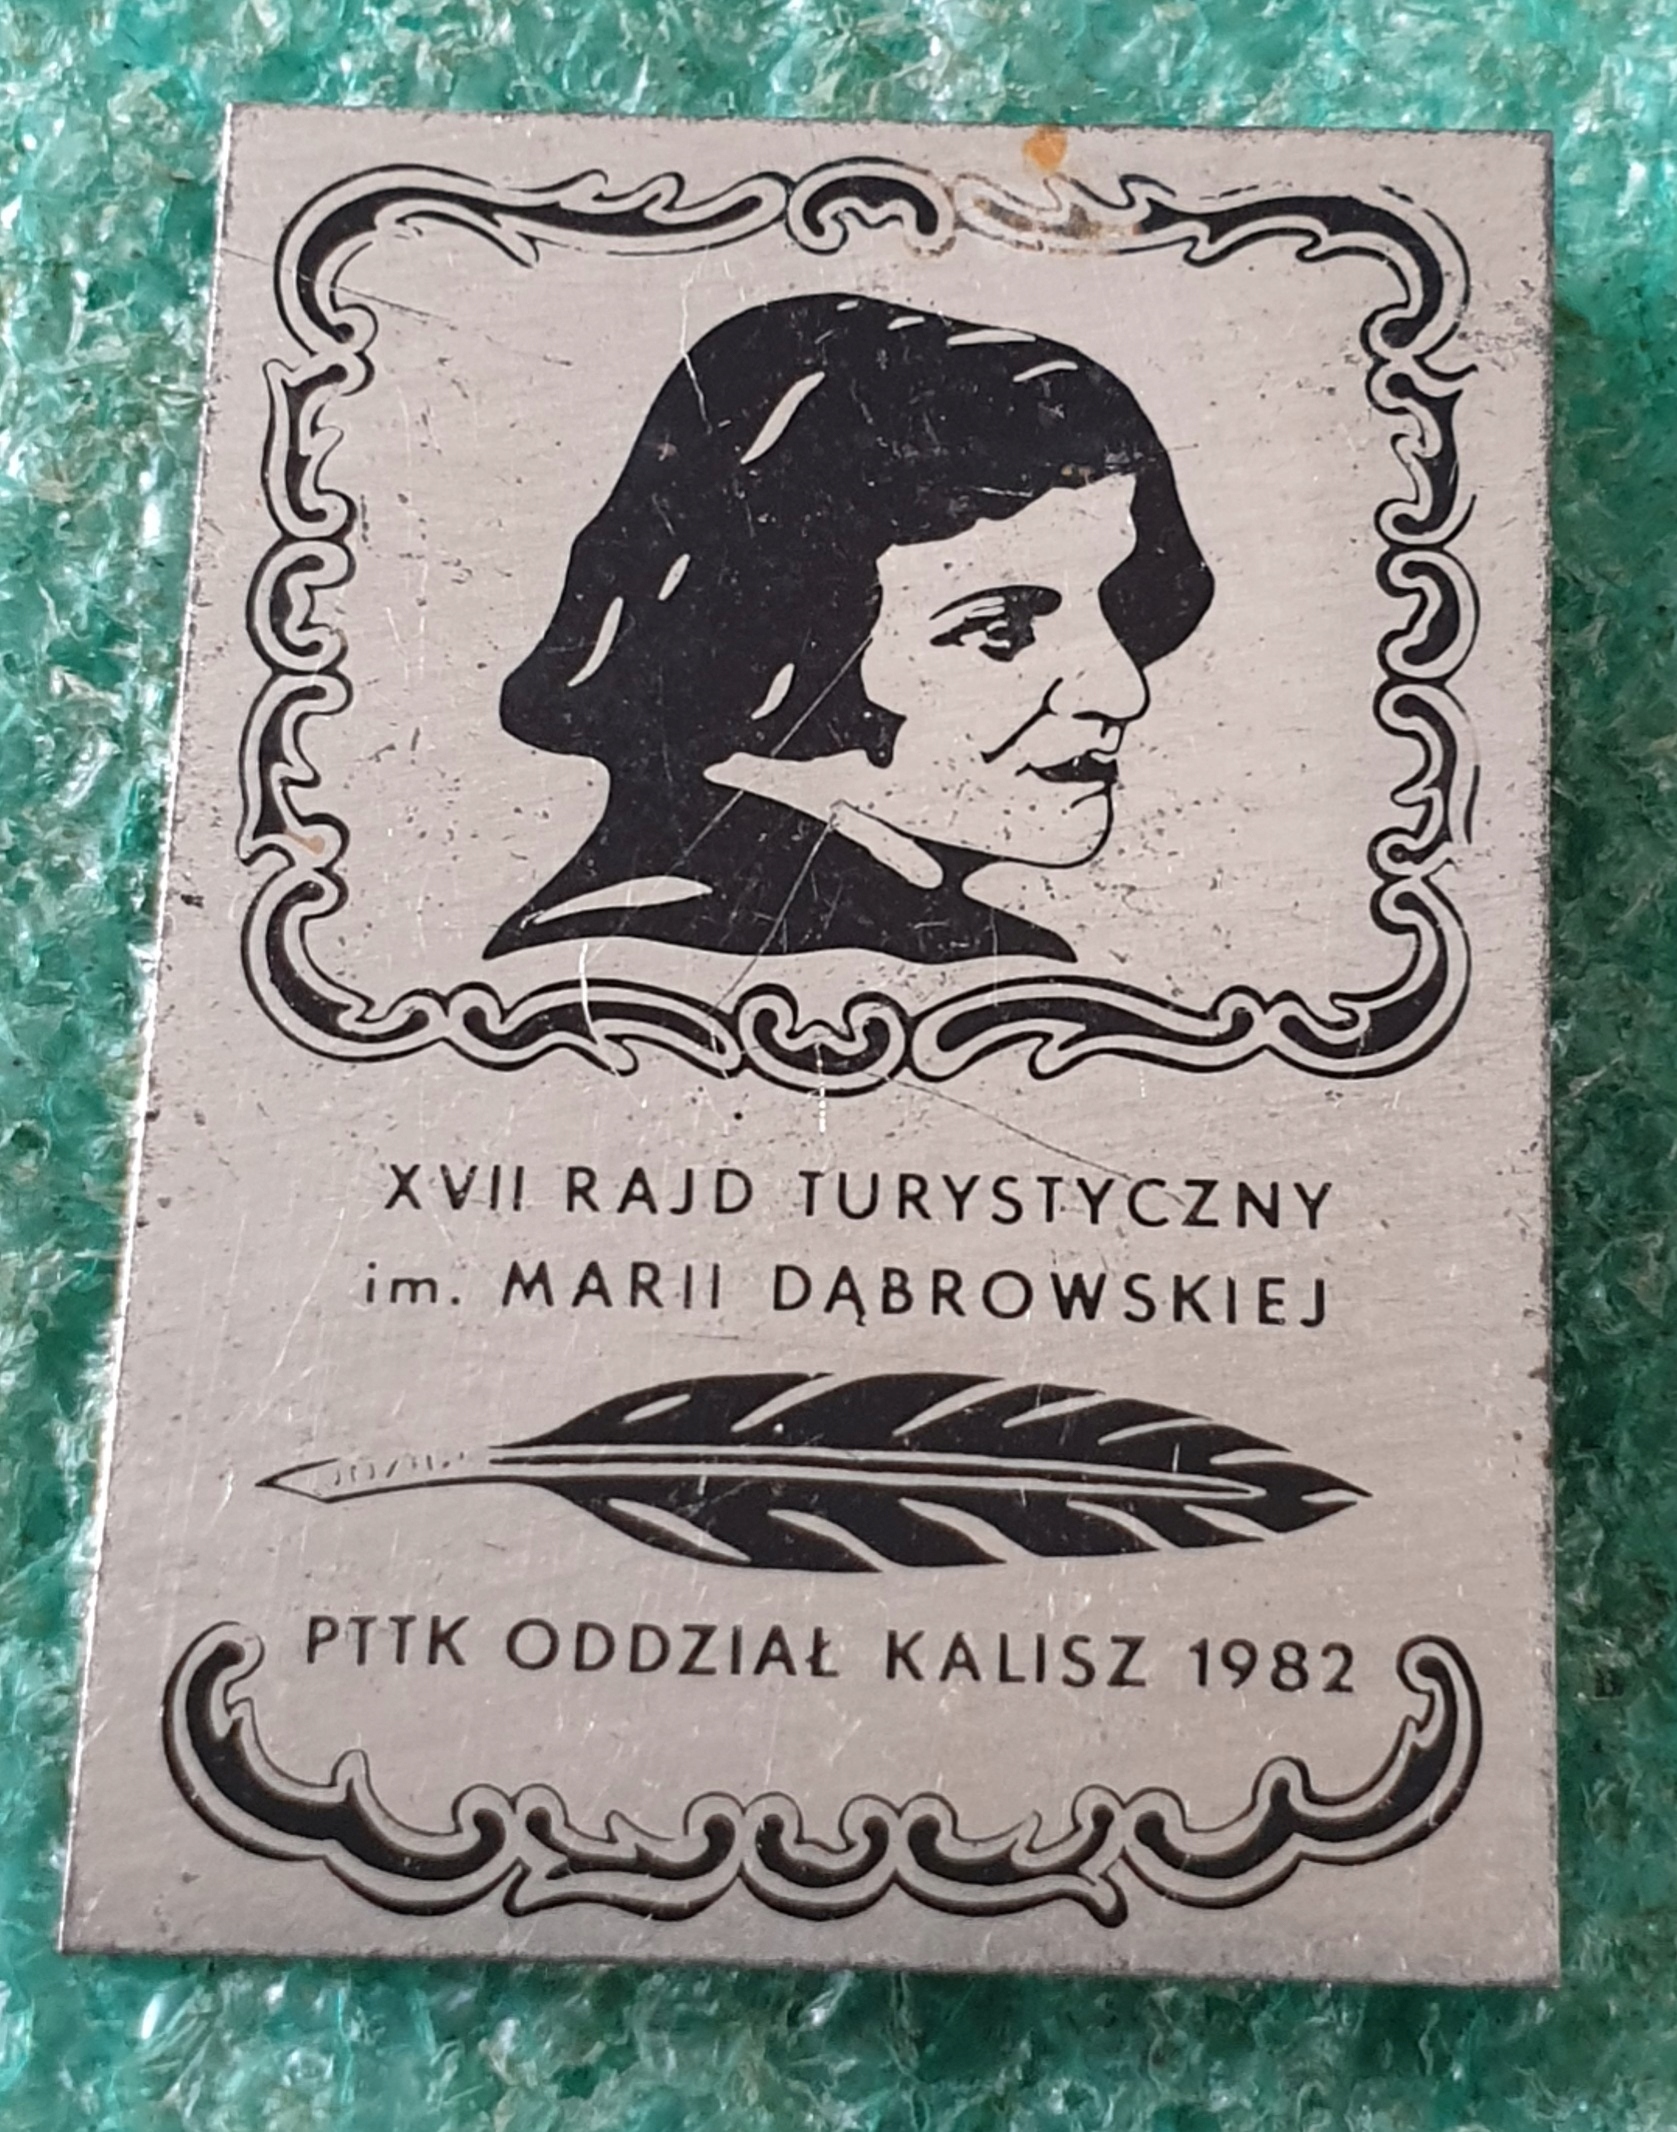 XVII RAJD TURYSTYCZNY
im. MARII DĄBROWSKIEJ
PTTK ODDZIAŁ KALISZ 1982